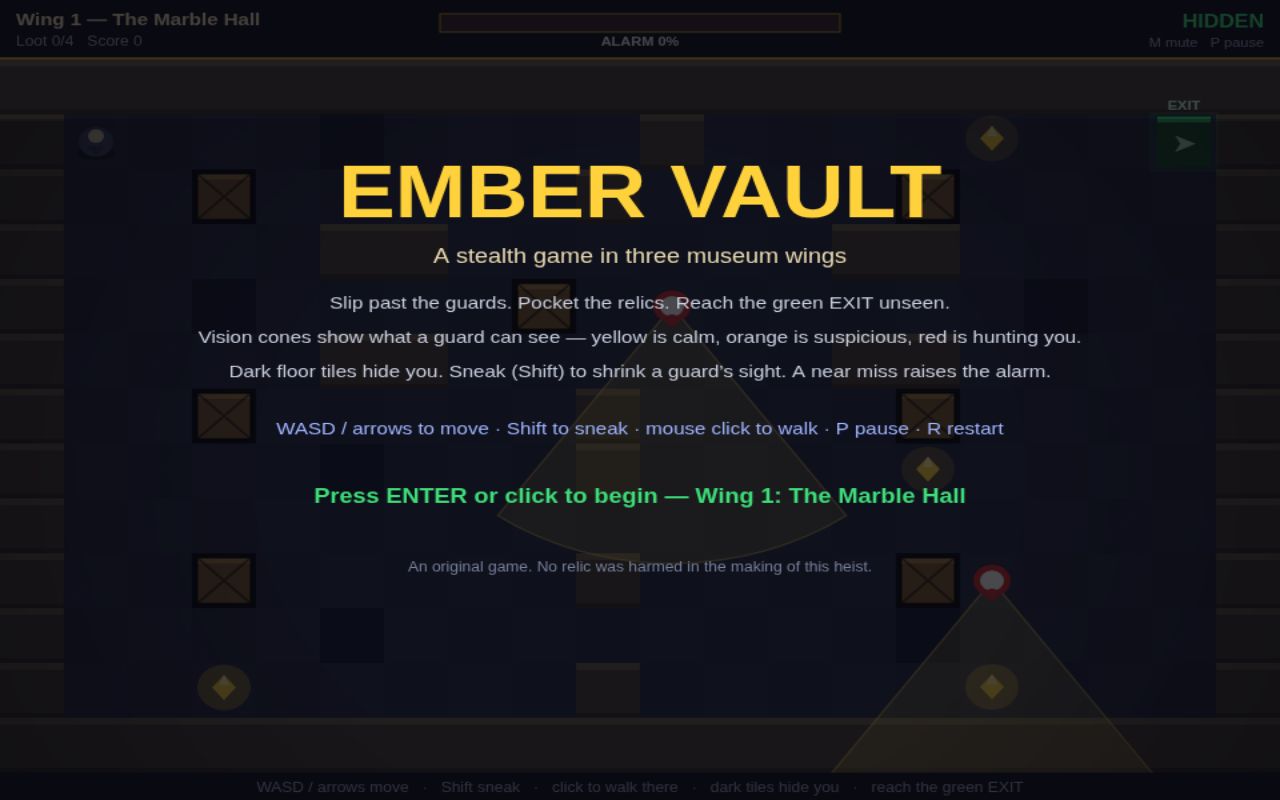 Wing 1 — The Marble Hall
Loot 0/4 Score 0
ALARM 0%
HIDDEN
M mute P pause
EXIT
EMBER VAULT
A stealth game in three museum wings
Slip past the guards. Pocket the relics. Reach the green EXIT unseen.
Vision cones show what a guard can see — yellow is calm, orange is suspicious, red is hunting you.
Dark floor tiles hide you. Sneak (Shift) to shrink a guard's sight. A near miss raises the alarm.
WASD / arrows to move · Shift to sneak · mouse click to walk · P pause · R restart
Press ENTER or click to begin — Wing 1: The Marble Hall
An original game. No relic was harmed in the making of this heist.
WASD / arrows move · Shift sneak · click to walk there · dark tiles hide you · reach the green EXIT